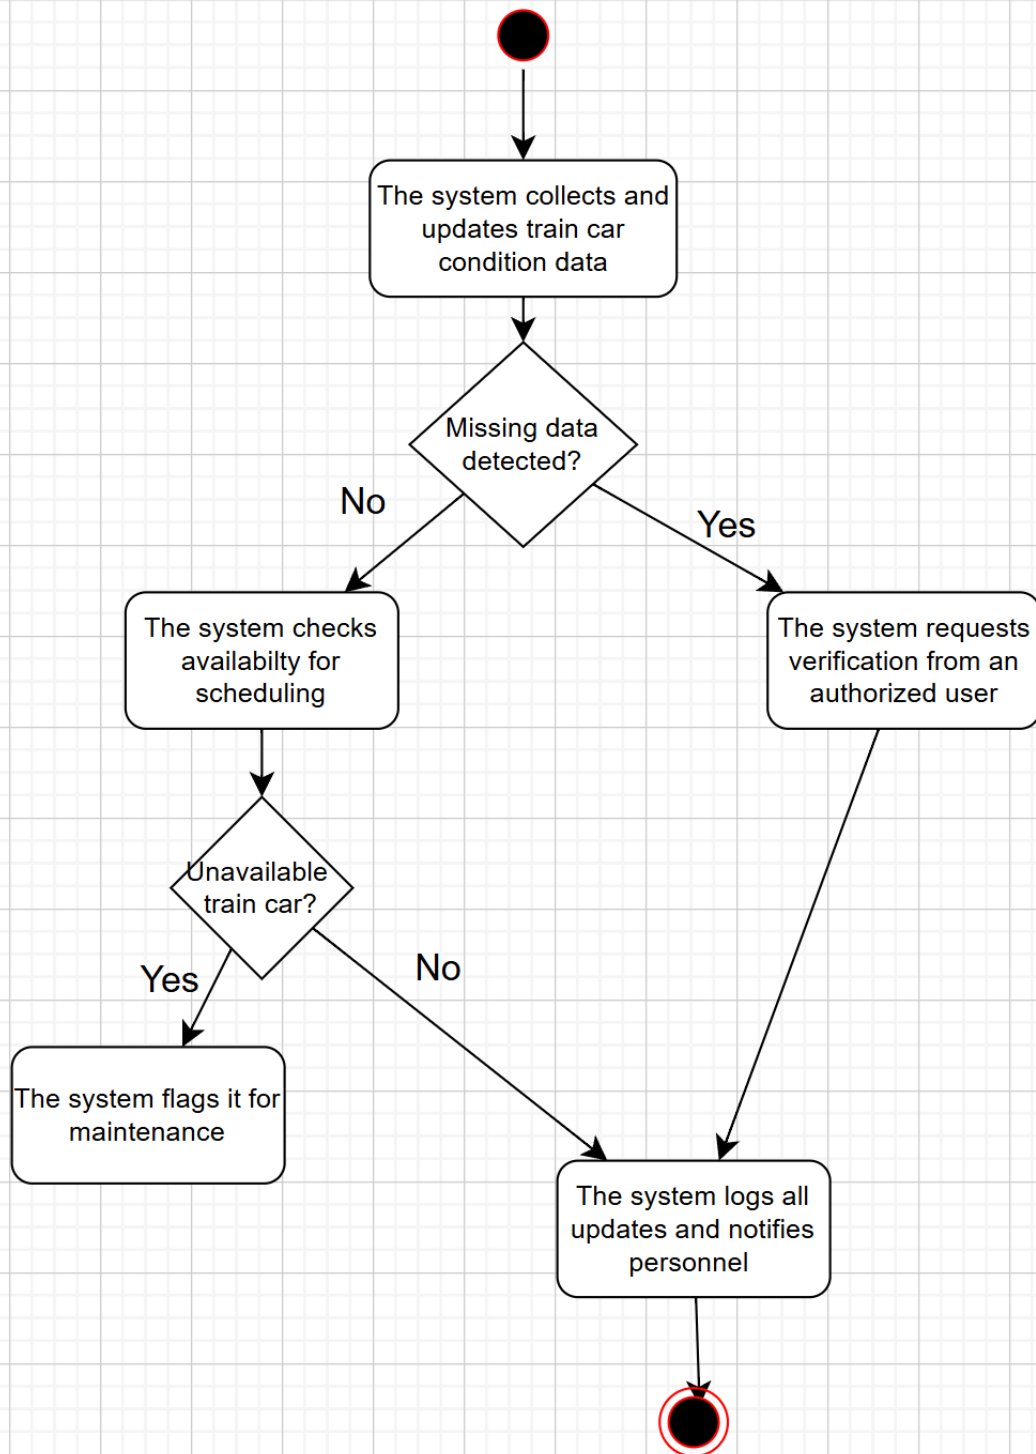 The system collects and
updates train car
condition data
Missing data
detected?
No
Yes
The system checks
availabilty for
scheduling
The system requests
verification from an
authorized user
Unavailable
train car?
Yes
No
The system flags it for
maintenance
The system logs all
updates and notifies
personnel